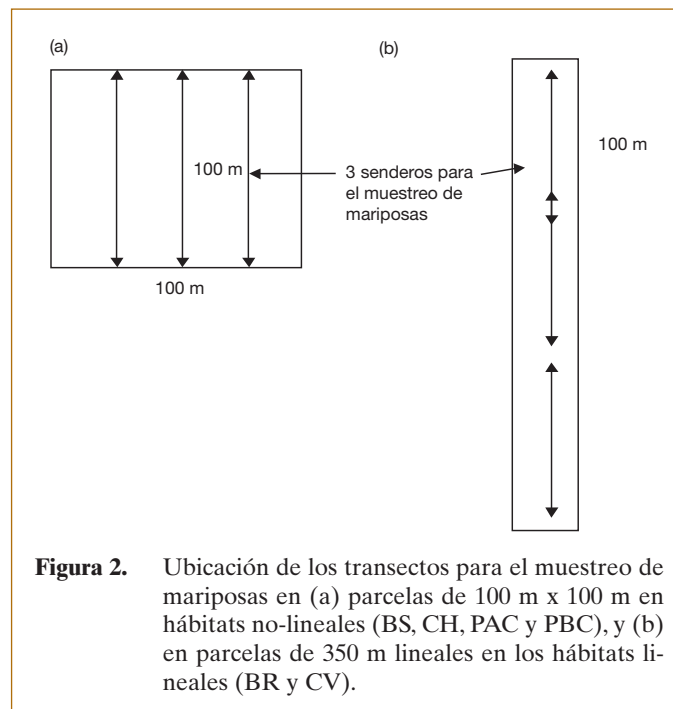 (a)
(b)
100 m
100 m
3 senderos para
el muestreo de
mariposas
100 m
Figura 2. Ubicación de los transectos para el muestreo de
mariposas en (a) parcelas de 100 m x 100 m en
hábitats no-lineales (BS, CH, PAC y PBC), y (b)
en parcelas de 350 m lineales en los hábitats li-
neales (BR y CV).